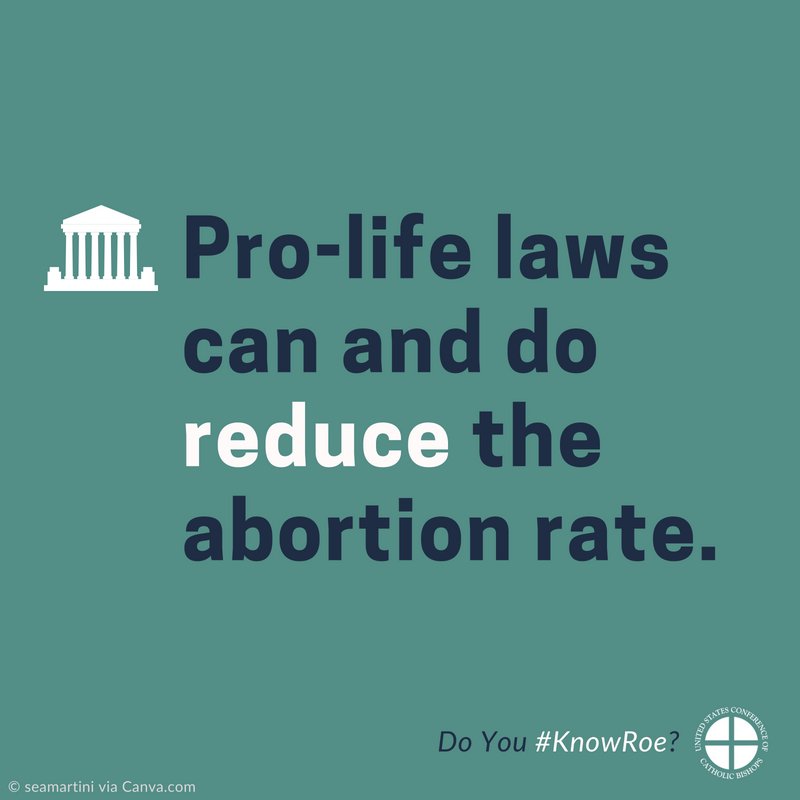 Pro-life laws
can and do
reduce the
abortion rate.
Do You #KnowRoe?
UNITED STATES CONFERENCE OF
CATHOLIC BISHOPS
© seamartini via Canva.com